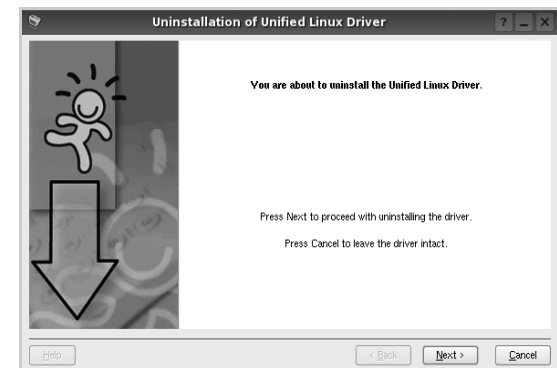 Uninstallation of Unified Linux Driver
You are about to uninstall the Unified Linux Driver.
Press Next to proceed with uninstalling the driver.
Press Cancel to leave the driver intact.
Help
< Back
Next >
Cancel